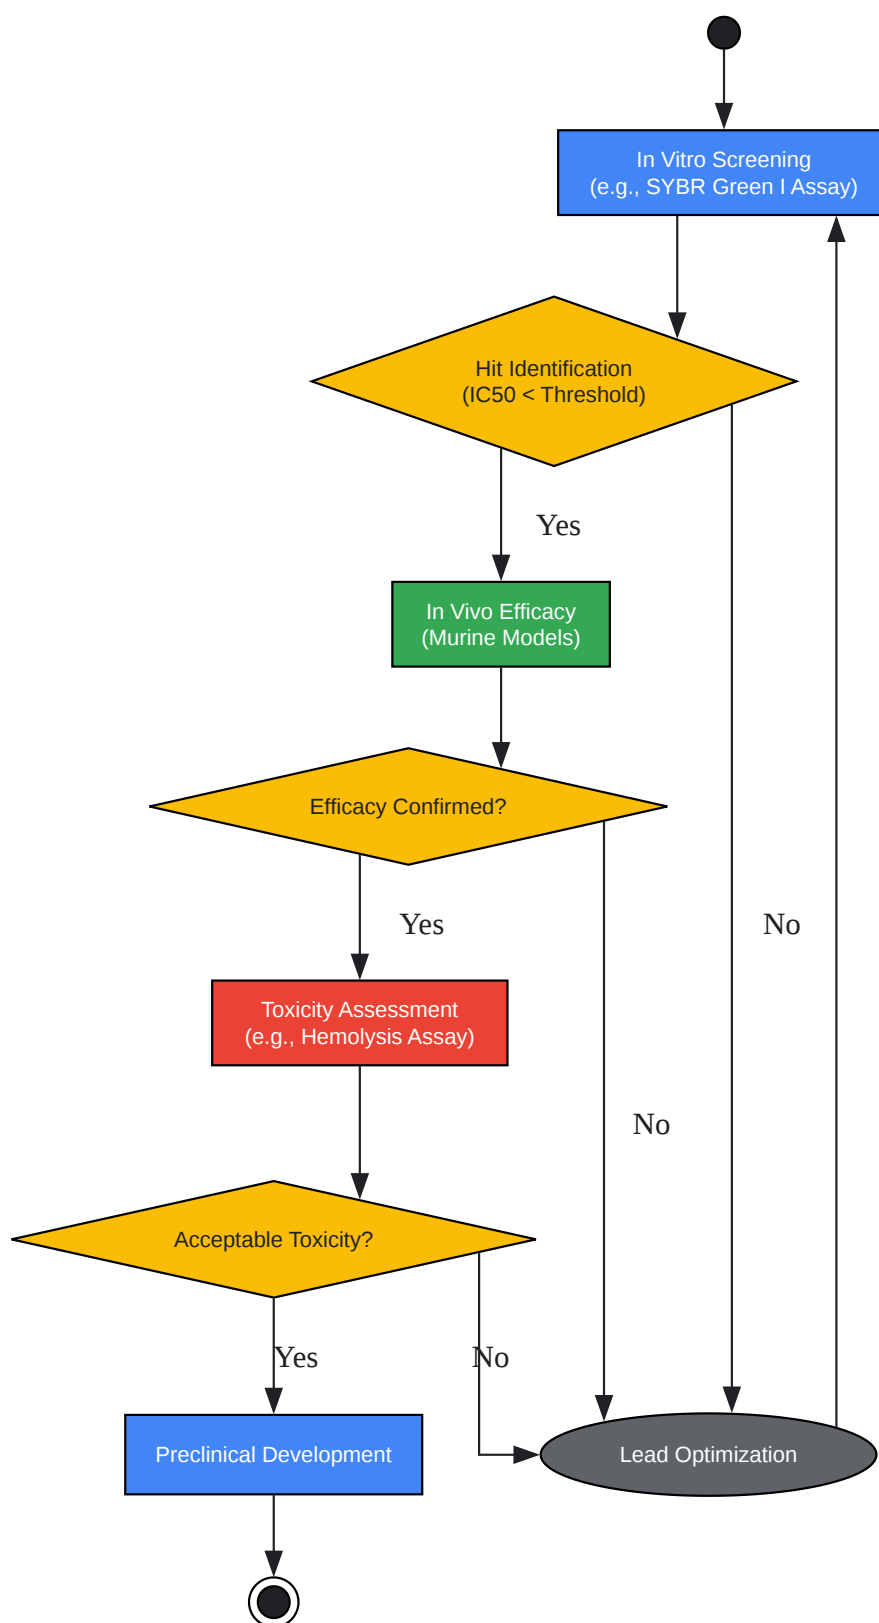 In Vitro Screening
(e.g., SYBR Green I Assay)
Hit Identification
(IC50 < Threshold)
Yes
In Vivo Efficacy
(Murine Models)
Efficacy Confirmed?
Yes
No
Toxicity Assessment
(e.g., Hemolysis Assay)
No
Acceptable Toxicity?
Yes
No
Preclinical Development
Lead Optimization